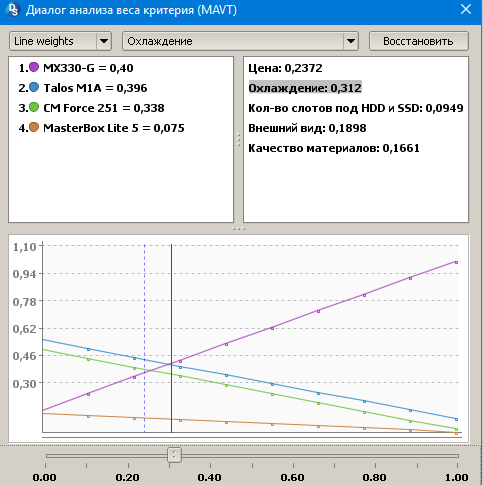 DS Диалог анализа веса критерия (MAVT)
Line weights Охлаждение Восстановить
1. MX330-G = 0,40
2. Talos M1A = 0,396
3. CM Force 251 = 0,338
4. MasterBox Lite 5 = 0,075
Цена: 0,2372
Охлаждение: 0,312
Кол-во слотов под HDD и SSD: 0,0949
Внешний вид: 0,1898
Качество материалов: 0,1661
1,10
0,94
0,78
0,62
0,46
0,30
0.00 0.20 0.40 0.60 0.80 1.00